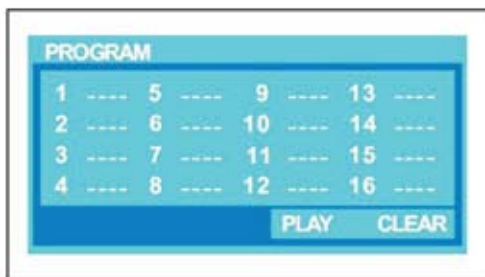 PROGRAM
1 ---- 5 ---- 9 ---- 13 ----
2 ---- 6 ---- 10 ---- 14 ----
3 ---- 7 ---- 11 ---- 15 ----
4 ---- 8 ---- 12 ---- 16 ----
PLAY CLEAR